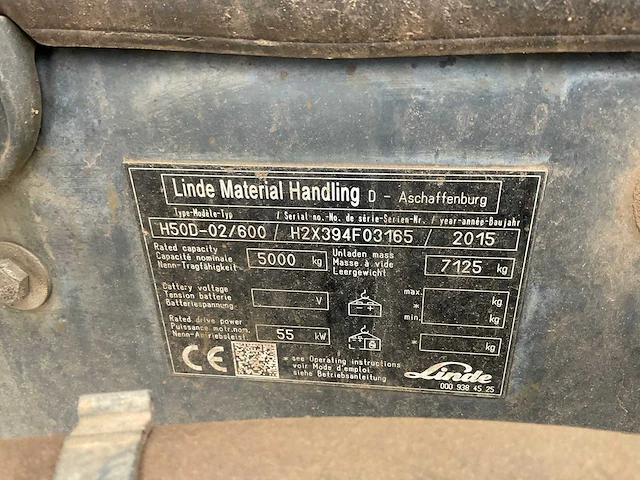 Linde Material Handling D - Aschaffenburg
Type-Modèle-Typ / Serial no.-No. de série-Serien-Nr. / year-année-Baujahr
H50D-02/600 / H2X394F03165 / 2015
Rated capacity
Capacité nominale
Nenn-Tragfähigkeit
5000 kg
Unladen mass
Masse à vide
Leergewicht
7125 kg
Battery voltage
Tension batterie
Batteriespannung
V
max. kg
*
min. kg
Rated drive power
Puissance motr.nom.
Nenn-Antriebsleist.
55 kW
* kg
CE
* see Operating instructions
voir Mode d'emploi
siehe Betriebsanleitung
Linde
000 938 45 25